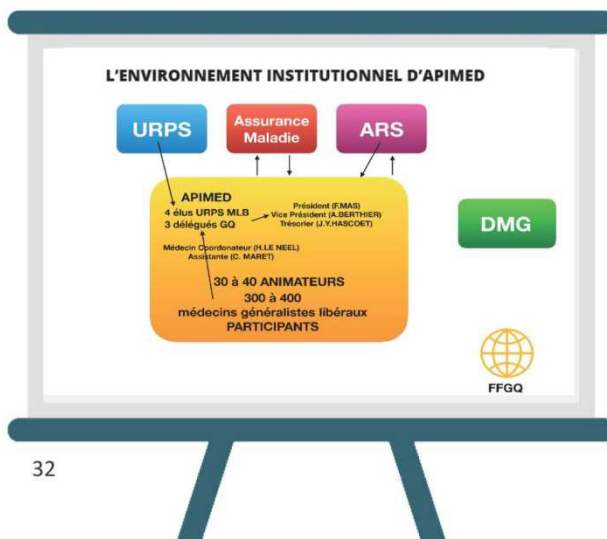 L'ENVIRONNEMENT INSTITUTIONNEL D'APIMED
URPS
Assurance
Maladie
ARS
APIMED
4 élus URPS MLB
3 délégués GQ
Président (F.MAS)
Vice Président (A.BERTHIER)
Trésorier (J.Y.HASCOET)
Médecin Coordonateur (H.LE NEEL)
Assistante (C. MARET)
30 à 40 ANIMATEURS
300 à 400
médecins généralistes libéraux
PARTICIPANTS
DMG
FFGQ
32